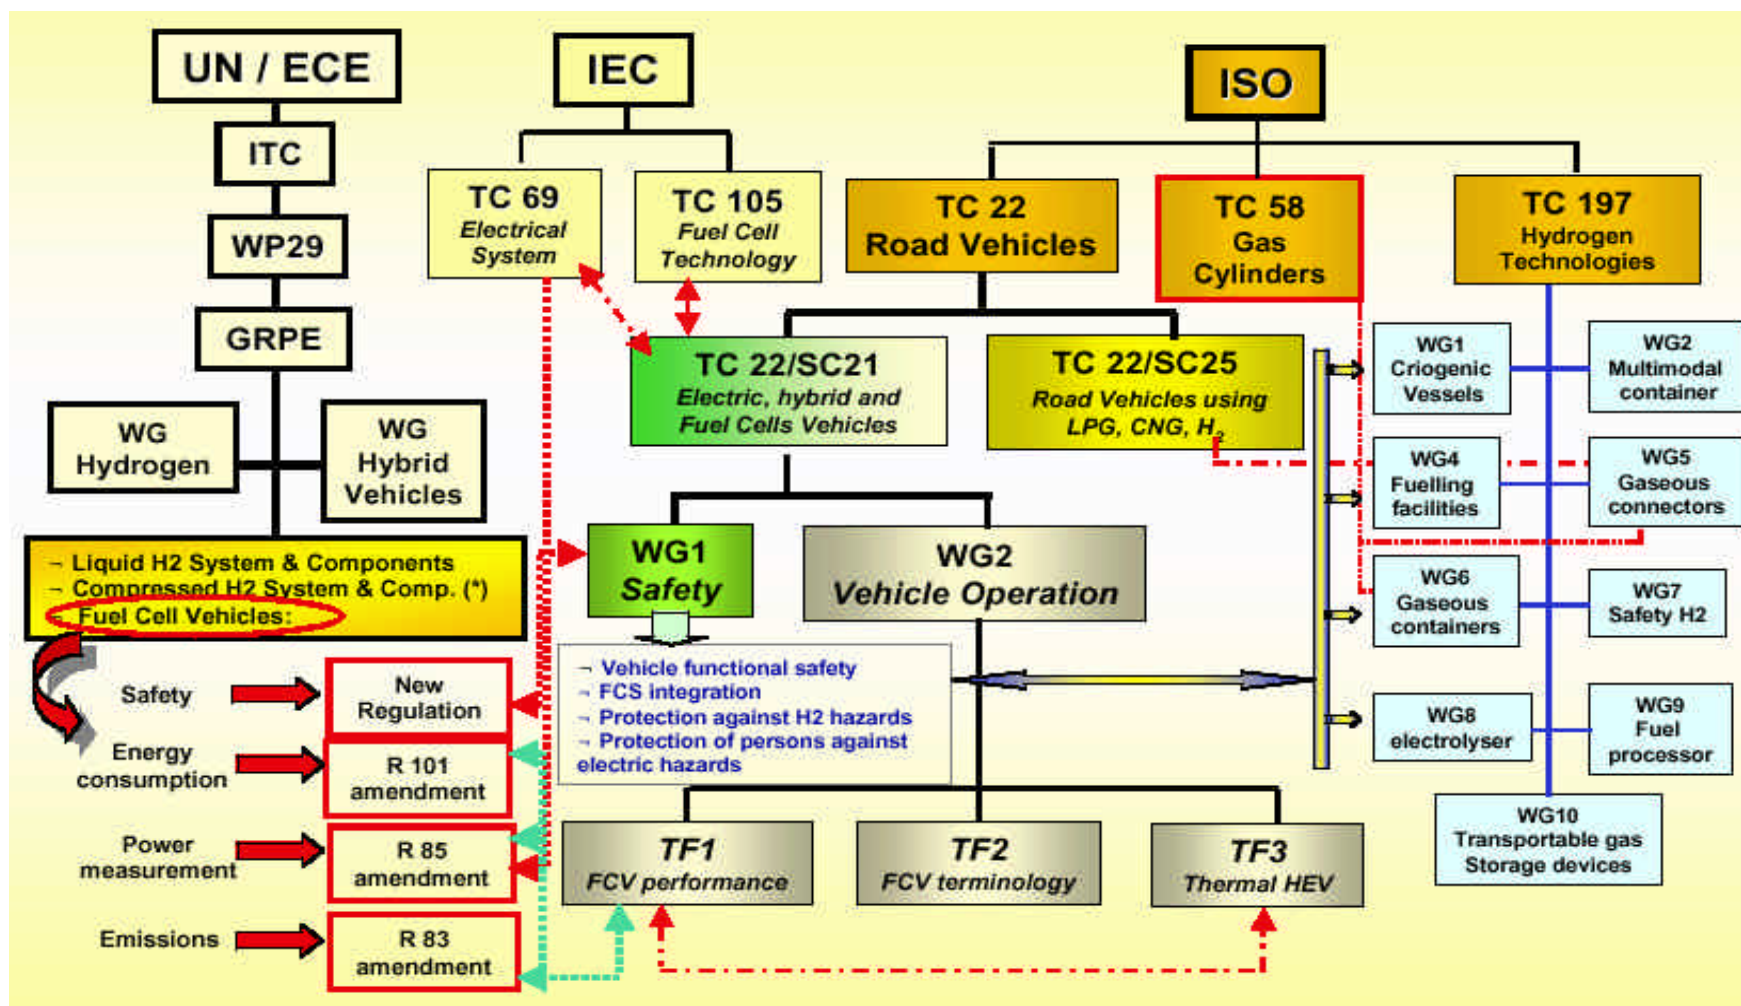 UN / ECE
ITC
WP29
GRPE
WG
Hydrogen
WG
Hybrid
Vehicles
¬ Liquid H2 System & Components
¬ Compressed H2 System & Comp. (*)
Fuel Cell Vehicles:
Safety
New
Regulation
Energy
consumption
R 101
amendment
Power
measurement
R 85
amendment
Emissions
R 83
amendment
IEC
TC 69
Electrical
System
TC 105
Fuel Cell
Technology
ISO
TC 22
Road Vehicles
TC 58
Gas
Cylinders
TC 197
Hydrogen
Technologies
TC 22/SC21
Electric, hybrid and
Fuel Cells Vehicles
TC 22/SC25
Road Vehicles using
LPG, CNG, H2
WG1
Safety
WG2
Vehicle Operation
¬ Vehicle functional safety
¬ FCS integration
¬ Protection against H2 hazards
¬ Protection of persons against
electric hazards
TF1
FCV performance
TF2
FCV terminology
TF3
Thermal HEV
WG1
Criogenic
Vessels
WG2
Multimodal
container
WG4
Fuelling
facilities
WG5
Gaseous
connectors
WG6
Gaseous
containers
WG7
Safety H2
WG8
electrolyser
WG9
Fuel
processor
WG10
Transportable gas
Storage devices